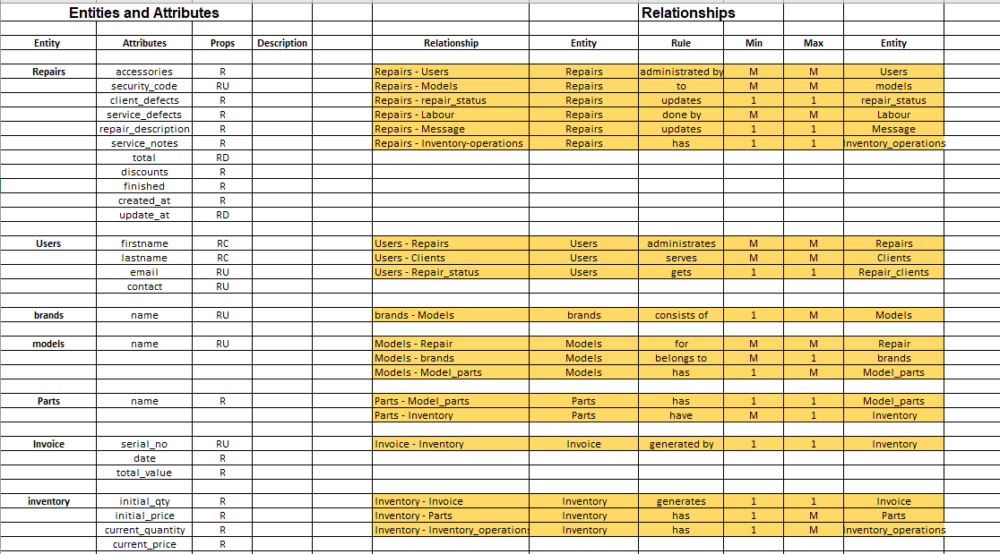 Entities and Attributes Relationships
Entity Attributes Props Description Relationship Entity Rule Min Max Entity
Repairs accessories R Repairs - Users Repairs administrated by M M Users
security_code RU Repairs - Models Repairs to M M models
client_defects R Repairs - repair_status Repairs updates 1 1 repair_status
service_defects R Repairs - Labour Repairs done by M M Labour
repair_description R Repairs - Message Repairs updates 1 1 Message
service_notes R Repairs - Inventory-operations Repairs has 1 1 Inventory_operations
total RD
discounts R
finished R
created_at R
update_at RD
Users firstname RC Users - Repairs Users administrates M M Repairs
lastname RC Users - Clients Users serves M M Clients
email RU Users - Repair_status Users gets 1 1 Repair_clients
contact RU
brands name RU brands - Models brands consists of 1 M Models
models name RU Models - Repair Models for M M Repair
Models - brands Models belongs to M 1 brands
Models - Model_parts Models has 1 M Model_parts
Parts name R Parts - Model_parts Parts has 1 1 Model_parts
Parts - Inventory Parts have M 1 Inventory
Invoice serial_no RU Invoice - Inventory Invoice generated by 1 1 Inventory
date R
total_value R
inventory initial_qty R Inventory - Invoice Inventory generates 1 1 Invoice
initial_price R Inventory - Parts Inventory has 1 M Parts
current_quantity R Inventory - Inventory_operations Inventory has 1 M Inventory_operations
current_price R